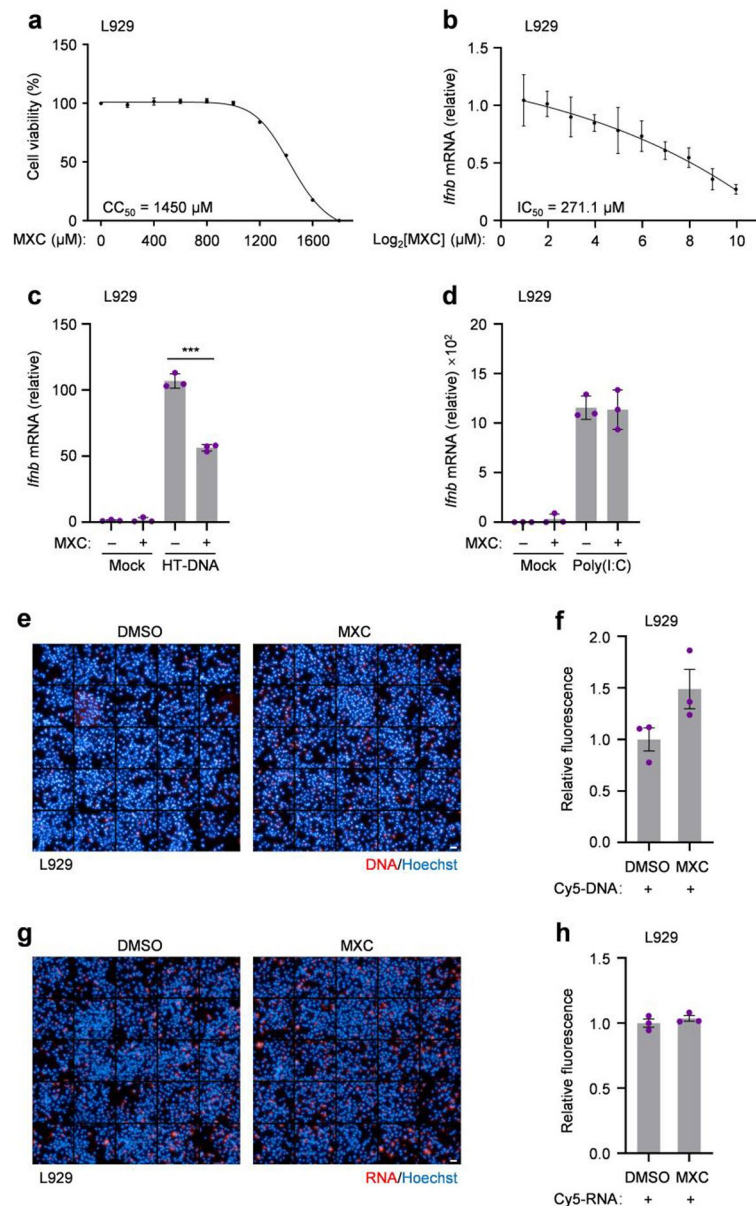 a
L929
Cell viability (%)
150
100
50
0
CC50 = 1450 μM
MXC (μM): 0 400 800 1200 1600
b
L929
Ifnb mRNA (relative)
1.5
1.0
0.5
0
IC50 = 271.1 μM
Log2[MXC] (μM): 0 2 4 6 8 10
c
L929
Ifnb mRNA (relative)
150
100
50
0
***
MXC: – + – +
Mock HT-DNA
d
L929
Ifnb mRNA (relative) ×10²
20
15
10
5
0
MXC: – + – +
Mock Poly(I:C)
e
DMSO MXC
L929 DNA/Hoechst
f
L929
Relative fluorescence
2.0
1.5
1.0
0.5
0.0
DMSO MXC
Cy5-DNA: + +
g
DMSO MXC
L929 RNA/Hoechst
h
L929
Relative fluorescence
1.5
1.0
0.5
0.0
DMSO MXC
Cy5-RNA: + +